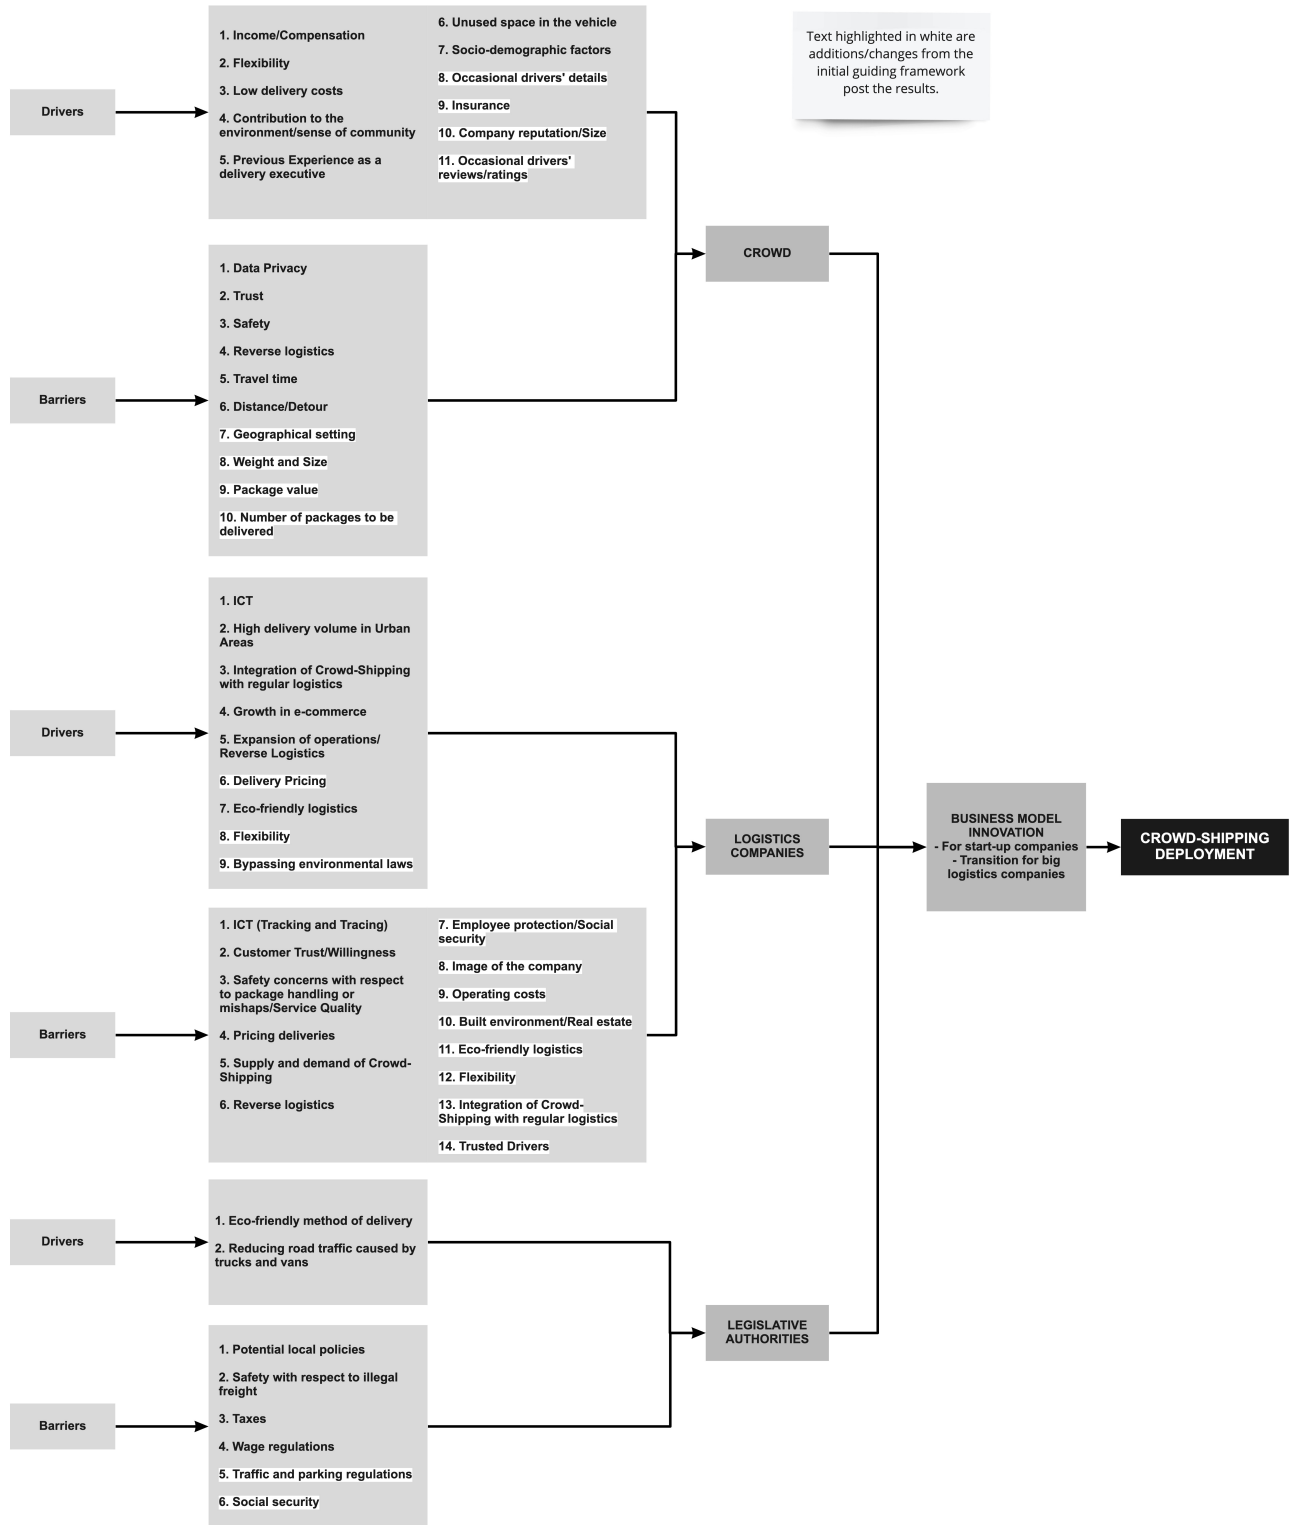 Text highlighted in white are
additions/changes from the
initial guiding framework
post the results.
Drivers
1. Income/Compensation
2. Flexibility
3. Low delivery costs
4. Contribution to the
environment/sense of community
5. Previous Experience as a
delivery executive
6. Unused space in the vehicle
7. Socio-demographic factors
8. Occasional drivers' details
9. Insurance
10. Company reputation/Size
11. Occasional drivers'
reviews/ratings
Barriers
1. Data Privacy
2. Trust
3. Safety
4. Reverse logistics
5. Travel time
6. Distance/Detour
7. Geographical setting
8. Weight and Size
9. Package value
10. Number of packages to be
delivered
CROWD
Drivers
1. ICT
2. High delivery volume in Urban
Areas
3. Integration of Crowd-Shipping
with regular logistics
4. Growth in e-commerce
5. Expansion of operations/
Reverse Logistics
6. Delivery Pricing
7. Eco-friendly logistics
8. Flexibility
9. Bypassing environmental laws
Barriers
1. ICT (Tracking and Tracing)
2. Customer Trust/Willingness
3. Safety concerns with respect
to package handling or
mishaps/Service Quality
4. Pricing deliveries
5. Supply and demand of Crowd-
Shipping
6. Reverse logistics
7. Employee protection/Social
security
8. Image of the company
9. Operating costs
10. Built environment/Real estate
11. Eco-friendly logistics
12. Flexibility
13. Integration of Crowd-
Shipping with regular logistics
14. Trusted Drivers
LOGISTICS
COMPANIES
Drivers
1. Eco-friendly method of delivery
2. Reducing road traffic caused by
trucks and vans
Barriers
1. Potential local policies
2. Safety with respect to illegal
freight
3. Taxes
4. Wage regulations
5. Traffic and parking regulations
6. Social security
LEGISLATIVE
AUTHORITIES
BUSINESS MODEL
INNOVATION
- For start-up companies
- Transition for big
logistics companies
CROWD-SHIPPING
DEPLOYMENT